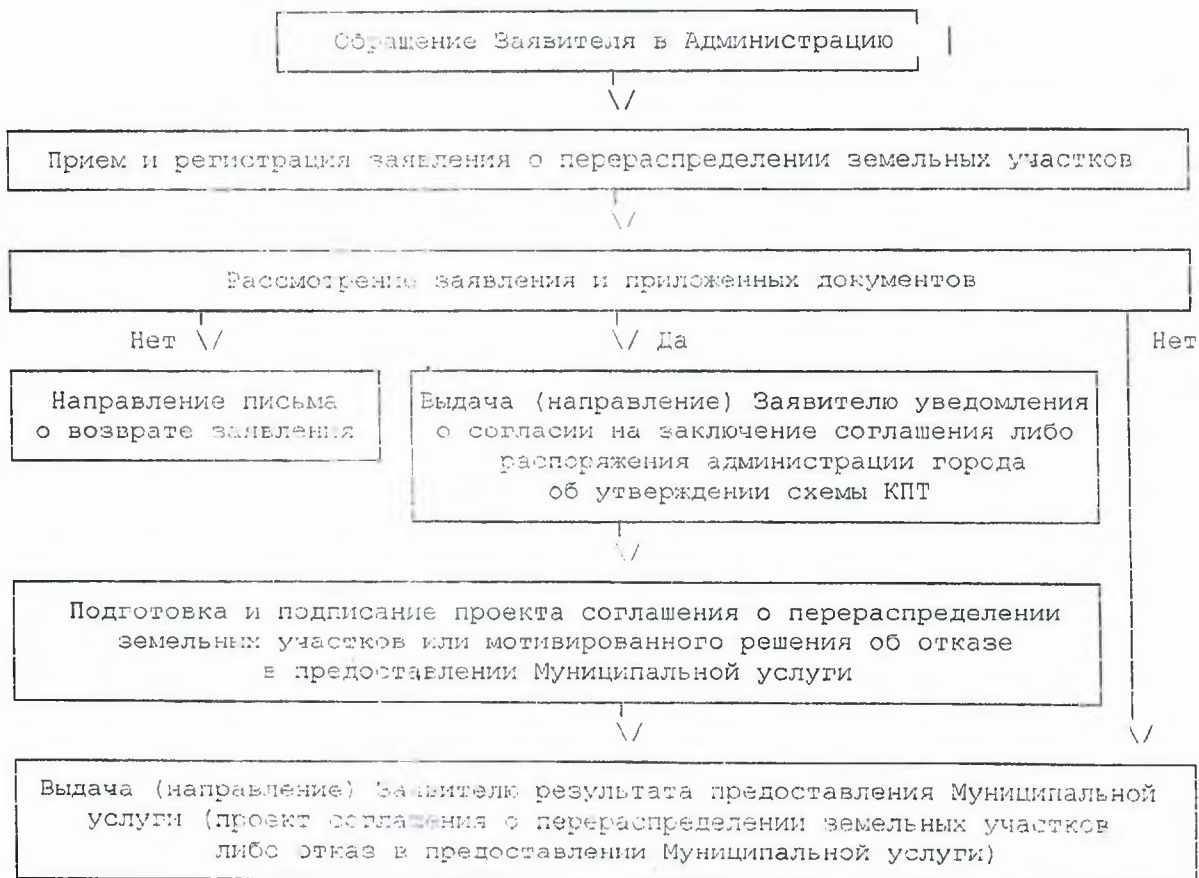 Обращение Заявителя в Администрацию
\/
Прием и регистрация заявления о перераспределении земельных участков
\/
Рассмотрение заявления и приложенных документов
Нет \/ \/ Да Нет
Направление письма
о возврате заявления
Выдача (направление) Заявителю уведомления
о согласии на заключение соглашения либо
распоряжения администрации города
об утверждении схемы КПТ
\/
Подготовка и подписание проекта соглашения о перераспределении
земельных участков или мотивированного решения об отказе
в предоставлении Муниципальной услуги
\/ \/
Выдача (направление) Заявителю результата предоставления Муниципальной
услуги (проект соглашения о перераспределении земельных участков
либо отказ в предоставлении Муниципальной услуги)